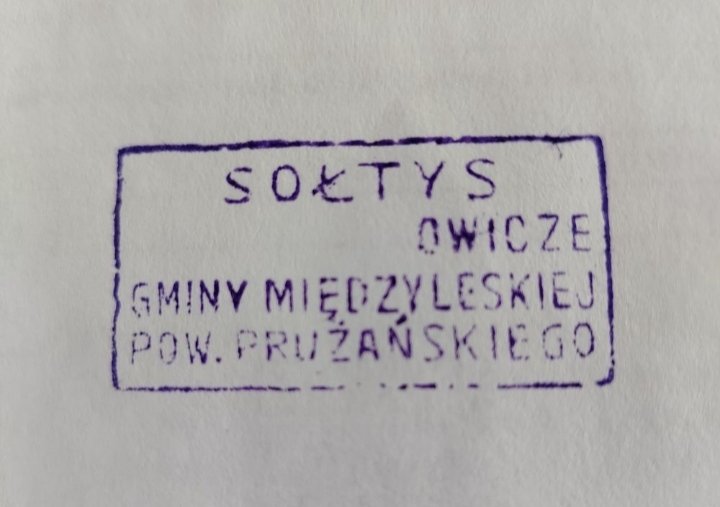 SOŁTYS
OWICZE
GMINY MIĘDZYLESKIEJ
POW. PRUŻAŃSKIEGO